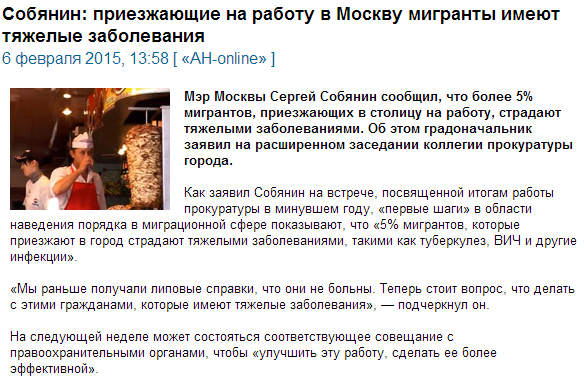 Собянин: приезжающие на работу в Москву мигранты имеют
тяжелые заболевания
6 февраля 2015, 13:58 [ «АН-online» ]
Мэр Москвы Сергей Собянин сообщил, что более 5%
мигрантов, приезжающих в столицу на работу, страдают
тяжелыми заболеваниями. Об этом градоначальник
заявил на расширенном заседании коллегии прокуратуры
города.
Как заявил Собянин на встрече, посвященной итогам работы
прокуратуры в минувшем году, «первые шаги» в области
наведения порядка в миграционной сфере показывают, что «5% мигрантов, которые
приезжают в город страдают тяжелыми заболеваниями, такими как туберкулез, ВИЧ и другие
инфекции».
«Мы раньше получали липовые справки, что они не больны. Теперь стоит вопрос, что делать
с этими гражданами, которые имеют тяжелые заболевания», — подчеркнул он.
На следующей неделе может состояться соответствующее совещание с
правоохранительными органами, чтобы «улучшить эту работу, сделать ее более
эффективной».